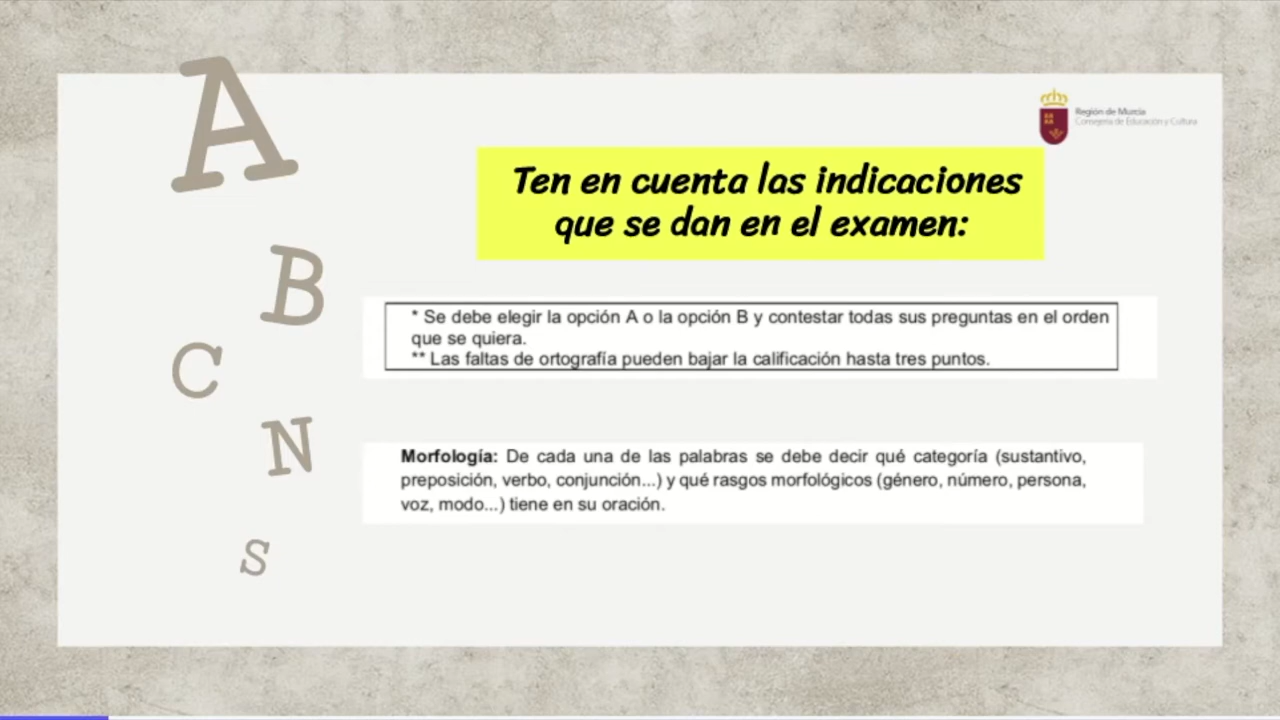 A
B
C
N
S
Región de Murcia
Consejería de Educación y Cultura
Ten en cuenta las indicaciones
que se dan en el examen:
* Se debe elegir la opción A o la opción B y contestar todas sus preguntas en el orden
que se quiera.
** Las faltas de ortografía pueden bajar la calificación hasta tres puntos.
Morfología: De cada una de las palabras se debe decir qué categoría (sustantivo,
preposición, verbo, conjunción...) y qué rasgos morfológicos (género, número, persona,
voz, modo...) tiene en su oración.